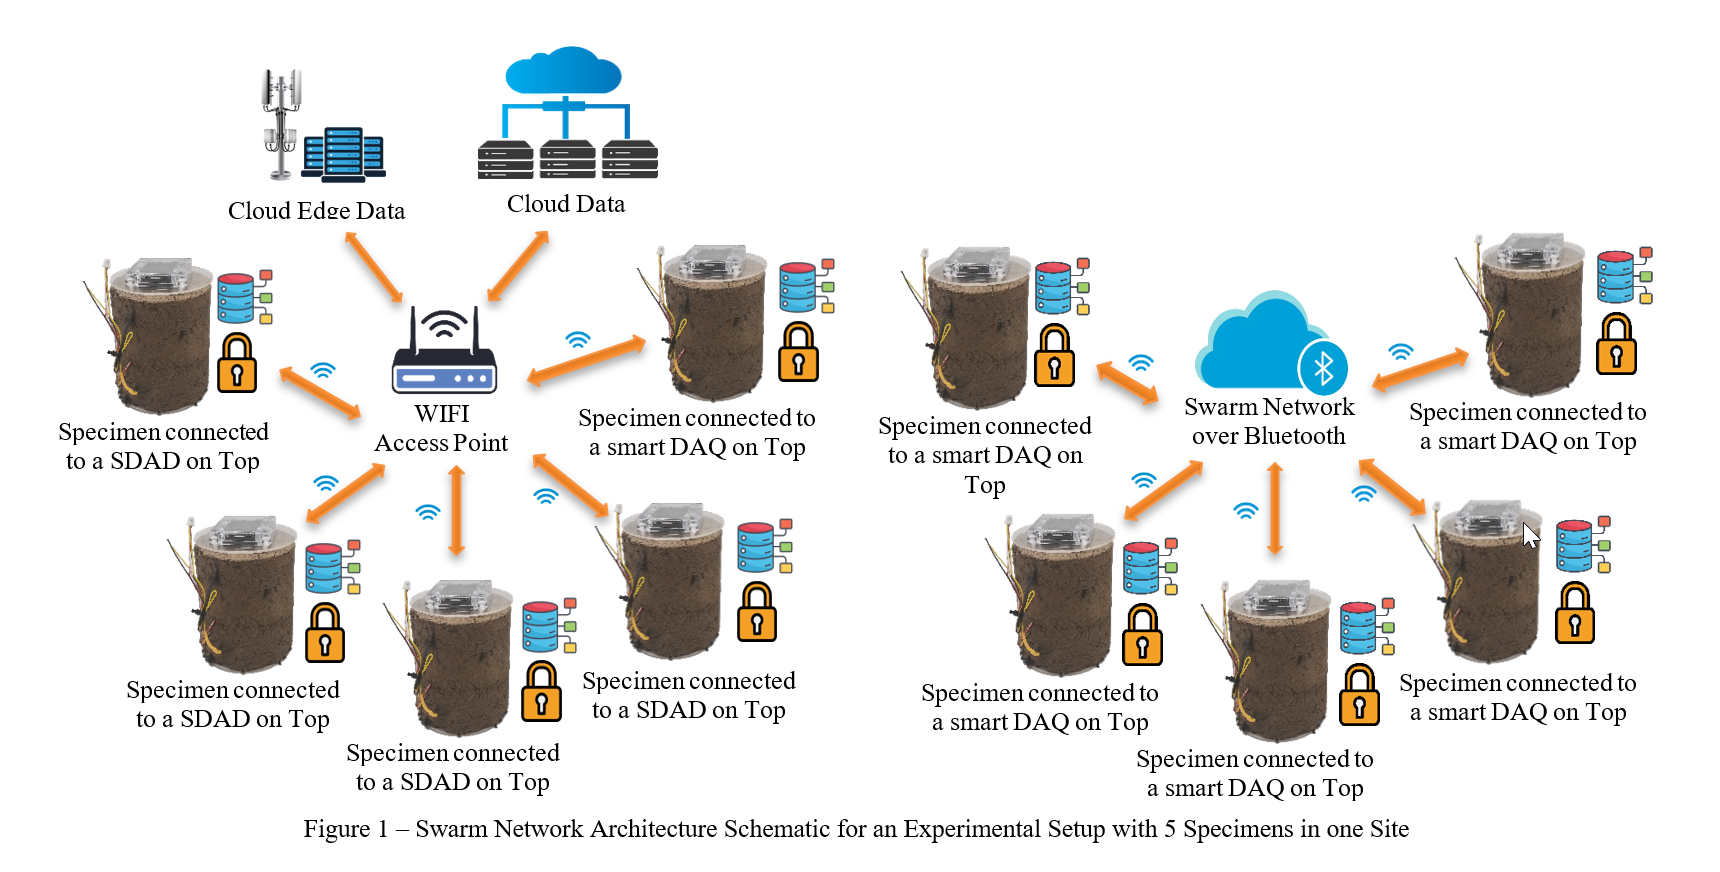 Cloud Edge Data
Cloud Data
WIFI
Access Point
Specimen connected
to a SDAD on Top
Specimen connected to
a smart DAQ on Top
Specimen connected
to a SDAD on Top
Specimen connected
to a SDAD on Top
Specimen connected
to a SDAD on Top
Swarm Network
over Bluetooth
Specimen connected
to a smart DAQ on
Top
Specimen connected to
a smart DAQ on Top
Specimen connected to
a smart DAQ on Top
Specimen connected to
a smart DAQ on Top
Specimen connected to
a smart DAQ on Top
Figure 1 – Swarm Network Architecture Schematic for an Experimental Setup with 5 Specimens in one Site